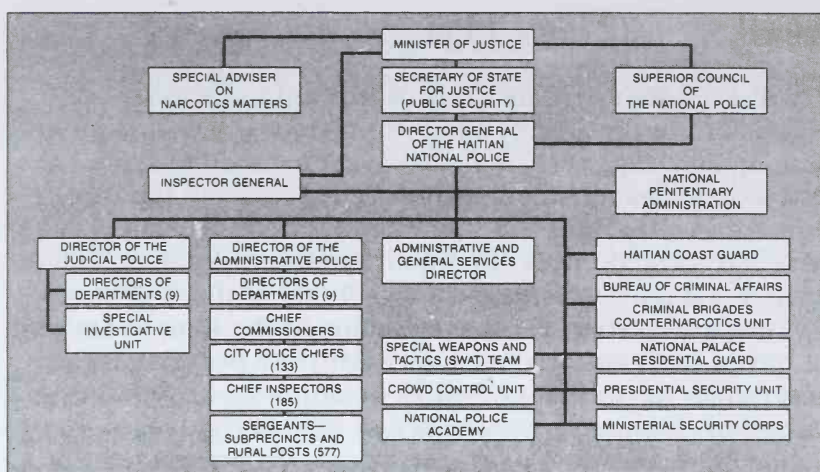 MINISTER OF JUSTICE
SPECIAL ADVISER
ON
NARCOTICS MATTERS
SECRETARY OF STATE
FOR JUSTICE
(PUBLIC SECURITY)
SUPERIOR COUNCIL
OF
THE NATIONAL POLICE
DIRECTOR GENERAL
OF THE HAITIAN
NATIONAL POLICE
INSPECTOR GENERAL
NATIONAL
PENITENTIARY
ADMINISTRATION
DIRECTOR OF THE
JUDICIAL POLICE
DIRECTORS OF
DEPARTMENTS (9)
SPECIAL
INVESTIGATIVE
UNIT
DIRECTOR OF THE
ADMINISTRATIVE POLICE
DIRECTORS OF
DEPARTMENTS (9)
CHIEF
COMMISSIONERS
CITY POLICE CHIEFS
(133)
CHIEF INSPECTORS
(185)
SERGEANTS—
SUBPRECINCTS AND
RURAL POSTS (577)
ADMINISTRATIVE AND
GENERAL SERVICES
DIRECTOR
SPECIAL WEAPONS AND
TACTICS (SWAT) TEAM
CROWD CONTROL UNIT
NATIONAL POLICE
ACADEMY
HAITIAN COAST GUARD
BUREAU OF CRIMINAL AFFAIRS
CRIMINAL BRIGADES
COUNTERNARCOTICS UNIT
NATIONAL PALACE
RESIDENTIAL GUARD
PRESIDENTIAL SECURITY UNIT
MINISTERIAL SECURITY CORPS